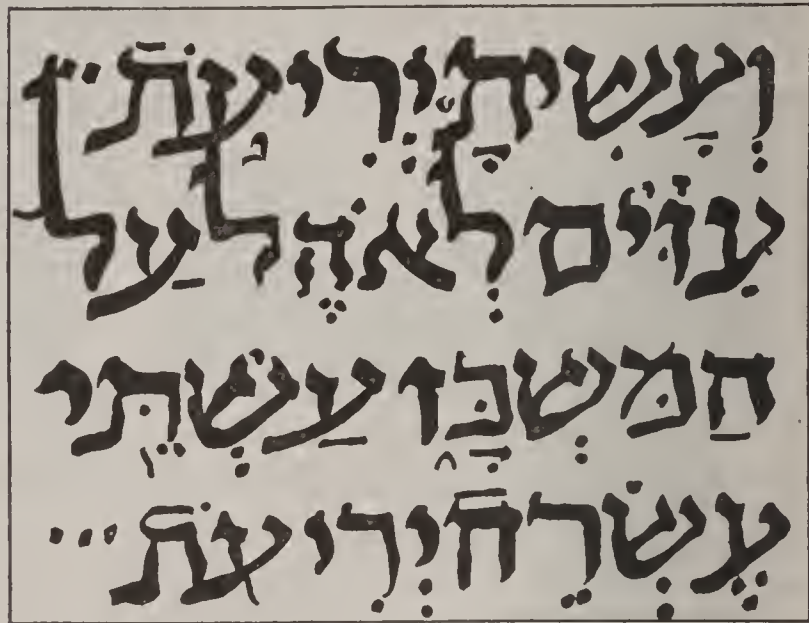 וְעָשִׂיתָ יְרִיעֹת
עִזִּים לְאֹהֶל עַל
הַמִּשְׁכָּן עַשְׁתֵּי
עֶשְׂרֵה יְרִיעֹת...